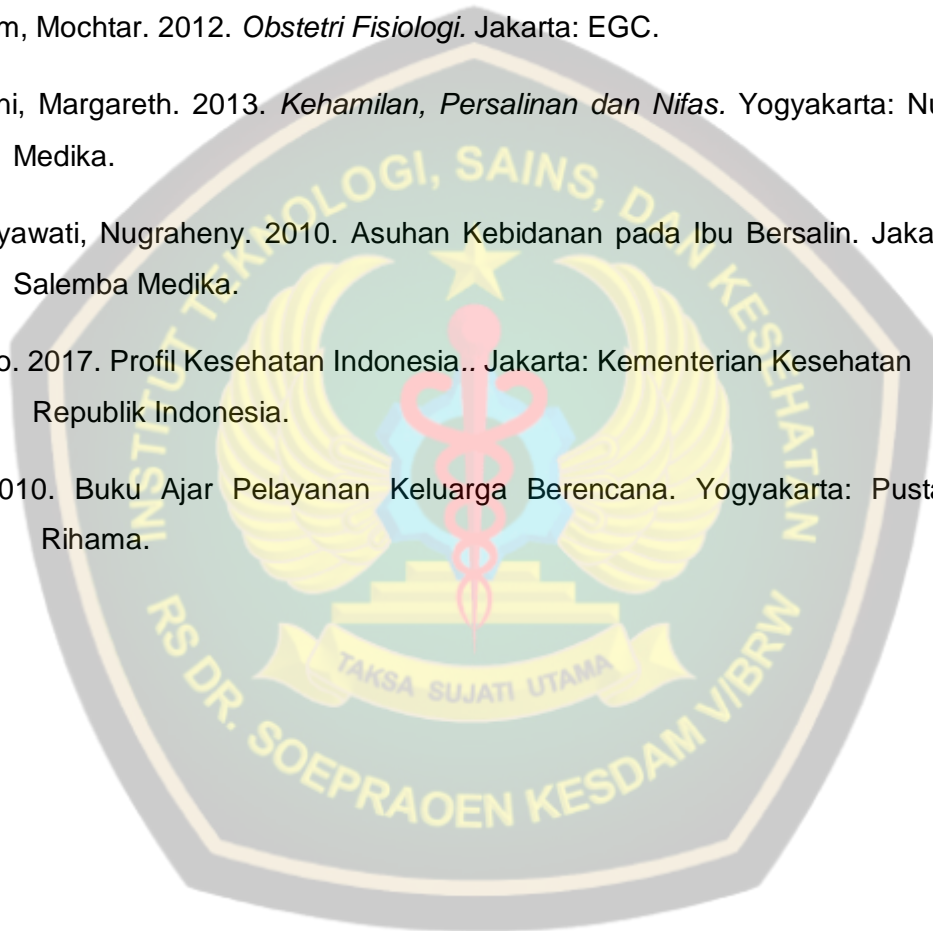 m, Mochtar. 2012. Obstetri Fisiologi. Jakarta: EGC.
ni, Margareth. 2013. Kehamilan, Persalinan dan Nifas. Yogyakarta: Nu
Medika.
yawati, Nugraheny. 2010. Asuhan Kebidanan pada Ibu Bersalin. Jaka
Salemba Medika.
o. 2017. Profil Kesehatan Indonesia.. Jakarta: Kementerian Kesehatan
Republik Indonesia.
010. Buku Ajar Pelayanan Keluarga Berencana. Yogyakarta: Pusta
Rihama.
INSTITUT TEKNOLOGI, SAINS, DAN KESEHATAN
TAKSA SUJATI UTAMA
RS DR. SOEPRAOEN KESDAM V/BRW